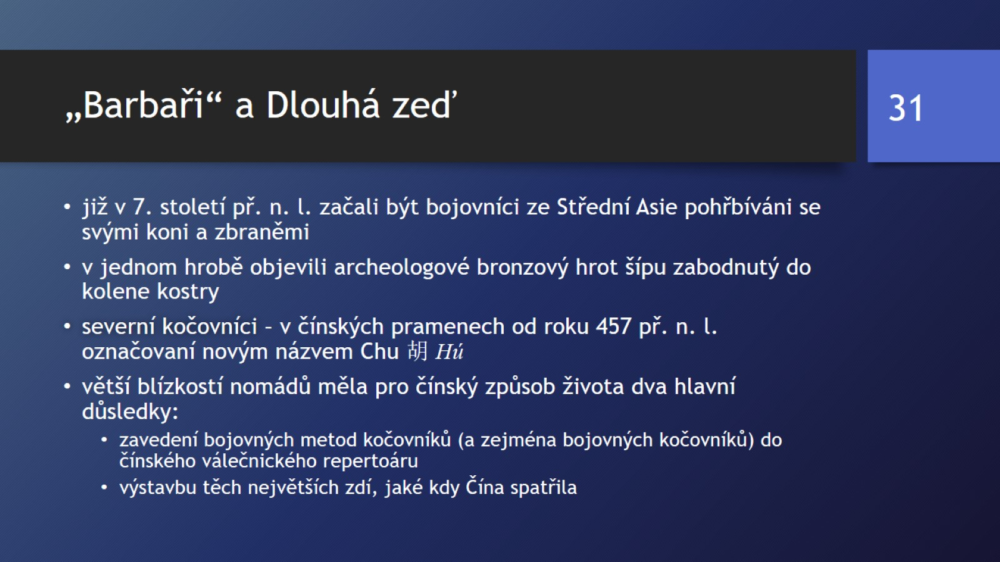 „Barbaři“ a Dlouhá zeď
31
• již v 7. století př. n. l. začali být bojovníci ze Střední Asie pohřbíváni se
svými koni a zbraněmi
• v jednom hrobě objevili archeologové bronzový hrot šípu zabodnutý do
kolene kostry
• severní kočovníci – v čínských pramenech od roku 457 př. n. l.
označovaní novým názvem Chu 胡 Hú
• větší blízkostí nomádů měla pro čínský způsob života dva hlavní
důsledky:
• zavedení bojovných metod kočovníků (a zejména bojovných kočovníků) do
čínského válečnického repertoáru
• výstavbu těch největších zdí, jaké kdy Čína spatřila